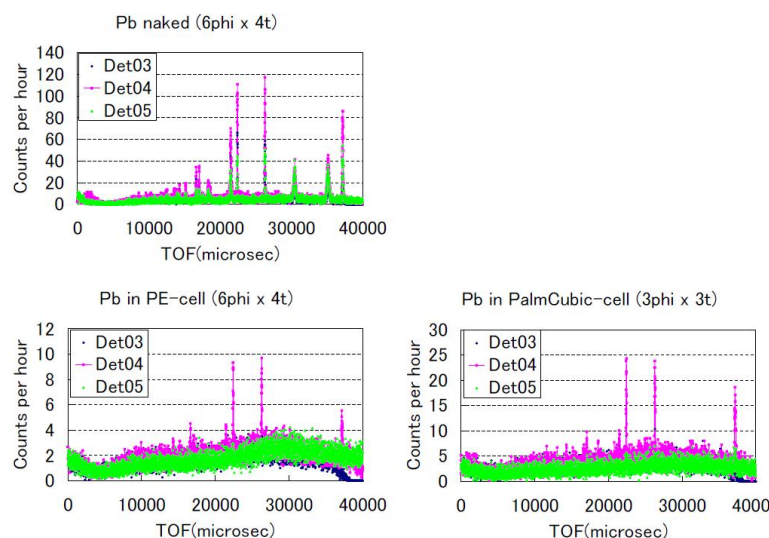 Pb naked (6phi x 4t)
Counts per hour
140
120
100
80
60
40
20
0
Det03
Det04
Det05
0 10000 20000 30000 40000
TOF(microsec)
Pb in PE-cell (6phi x 4t)
Counts per hour
12
10
8
6
4
2
0
Det03
Det04
Det05
0 10000 20000 30000 40000
TOF(microsec)
Pb in PalmCubic-cell (3phi x 3t)
Counts per hour
30
25
20
15
10
5
0
Det03
Det04
Det05
0 10000 20000 30000 40000
TOF(microsec)